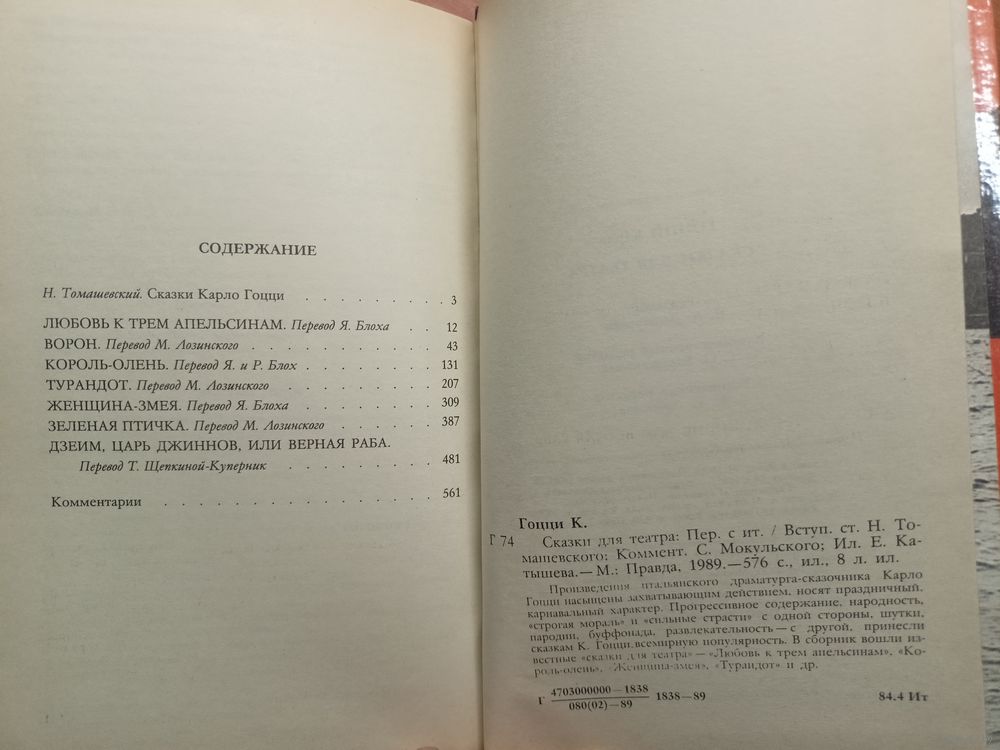 СОДЕРЖАНИЕ
Н. Томашевский. Сказки Карло Гоцци . . . . . . . . 3
ЛЮБОВЬ К ТРЕМ АПЕЛЬСИНАМ. Перевод Я. Блоха . . 12
ВОРОН. Перевод М. Лозинского . . . . . . . . . . 43
КОРОЛЬ-ОЛЕНЬ. Перевод Я. и Р. Блох . . . . . . . 131
ТУРАНДОТ. Перевод М. Лозинского . . . . . . . . 207
ЖЕНЩИНА-ЗМЕЯ. Перевод Я. Блоха . . . . . . . 309
ЗЕЛЕНАЯ ПТИЧКА. Перевод М. Лозинского . . . . . . 387
ДЗЕИМ, ЦАРЬ ДЖИННОВ, ИЛИ ВЕРНАЯ РАБА.
Перевод Т. Щепкиной-Куперник . . . . . . . . 481
Комментарии . . . . . . . . . . . . . . . 561
Гоцци К.
Г 74 Сказки для театра: Пер. с ит. / Вступ. ст. Н. То-
машевского; Коммент. С. Мокульского; Ил. Е. Ка-
тышева.— М.: Правда, 1989.—576 с., ил., 8 л. ил.
Произведения итальянского драматурга-сказочника Карло
Гоцци насыщены захватывающим действием, носят праздничный,
карнавальный характер. Прогрессивное содержание, народность,
«строгая мораль» и «сильные страсти» с одной стороны, шутки,
пародии, буффонада, развлекательность — с другой, принесли
сказкам К. Гоцци всемирную популярность. В сборник вошли из-
вестные «сказки для театра» — «Любовь к трем апельсинам», «Ко-
роль-олень», «Женщина-змея», «Турандот» и др.
Г 4703000000—1838 1838—89 84.4 Ит
080(02)—89